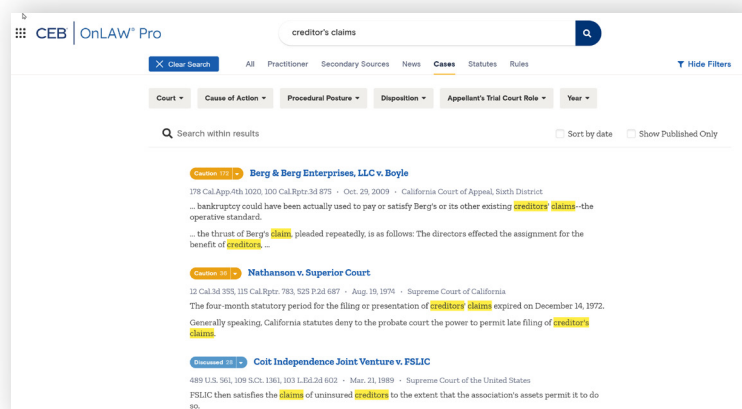 CEB OnLAW® Pro
creditor's claims
Clear Search All Practitioner Secondary Sources News Cases Statutes Rules Hide Filters
Court Cause of Action Procedural Posture Disposition Appellant's Trial Court Role Year
Search within results Sort by date Show Published Only
Caution 172 Berg & Berg Enterprises, LLC v. Boyle
178 Cal.App.4th 1020, 100 Cal.Rptr.3d 875 • Oct. 29, 2009 • California Court of Appeal, Sixth District
... bankruptcy could have been actually used to pay or satisfy Berg's or its other existing creditors' claims--the
operative standard.
... the thrust of Berg's claim, pleaded repeatedly, is as follows: The directors effected the assignment for the
benefit of creditors, ...
Caution 38 Nathanson v. Superior Court
12 Cal.3d 355, 115 Cal.Rptr. 783, 525 P.2d 687 • Aug. 19, 1974 • Supreme Court of California
The four-month statutory period for the filing or presentation of creditors' claims expired on December 14, 1972.
Generally speaking, California statutes deny to the probate court the power to permit late filing of creditor's
claims.
Discussed 28 Coit Independence Joint Venture v. FSLIC
489 U.S. 561, 109 S.Ct. 1361, 103 L.Ed.2d 602 • Mar. 21, 1989 • Supreme Court of the United States
FSLIC then satisfies the claims of uninsured creditors to the extent that the association's assets permit it to do
so.